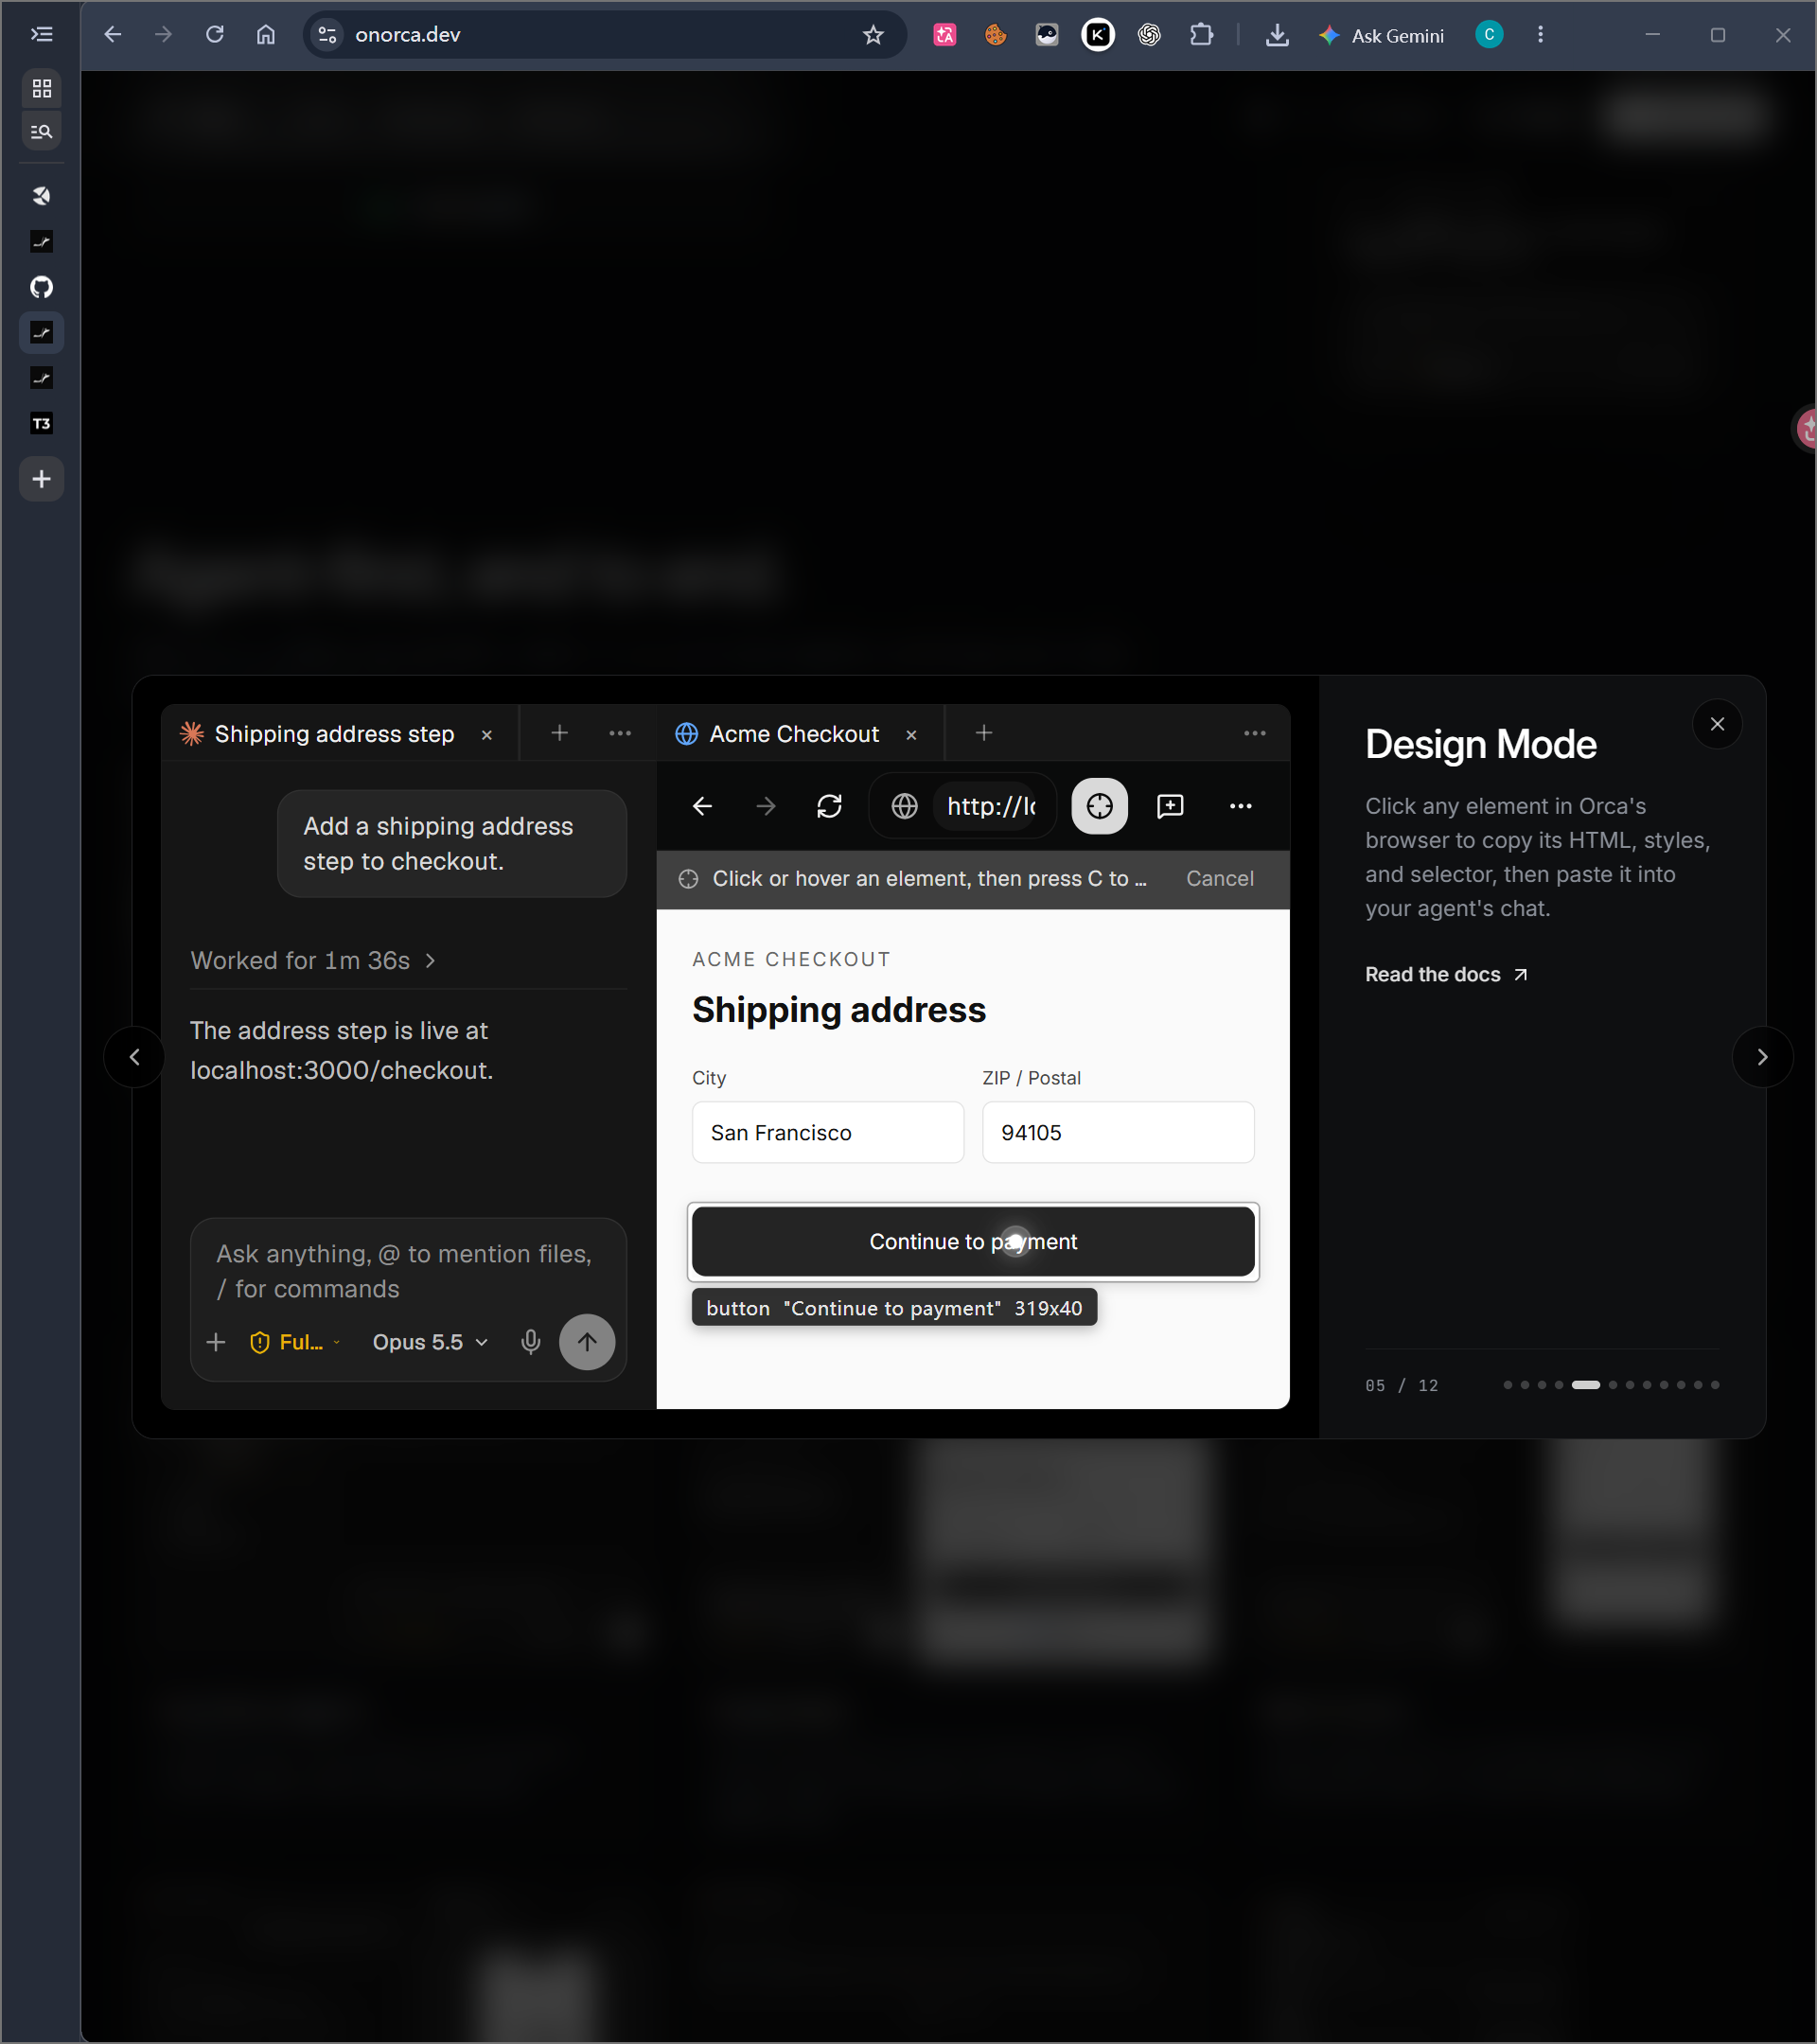 onorca.dev
Ask Gemini
C
T3
Shipping address step
Acme Checkout
Add a shipping address
step to checkout.
Worked for 1m 36s
The address step is live at
localhost:3000/checkout.
Ask anything, @ to mention files,
/ for commands
Ful...
Opus 5.5
http://lo
Click or hover an element, then press C to ...
Cancel
ACME CHECKOUT
Shipping address
City
ZIP / Postal
San Francisco
94105
Continue to payment
button "Continue to payment" 319x40
Design Mode
Click any element in Orca's
browser to copy its HTML, styles,
and selector, then paste it into
your agent's chat.
Read the docs
05 / 12